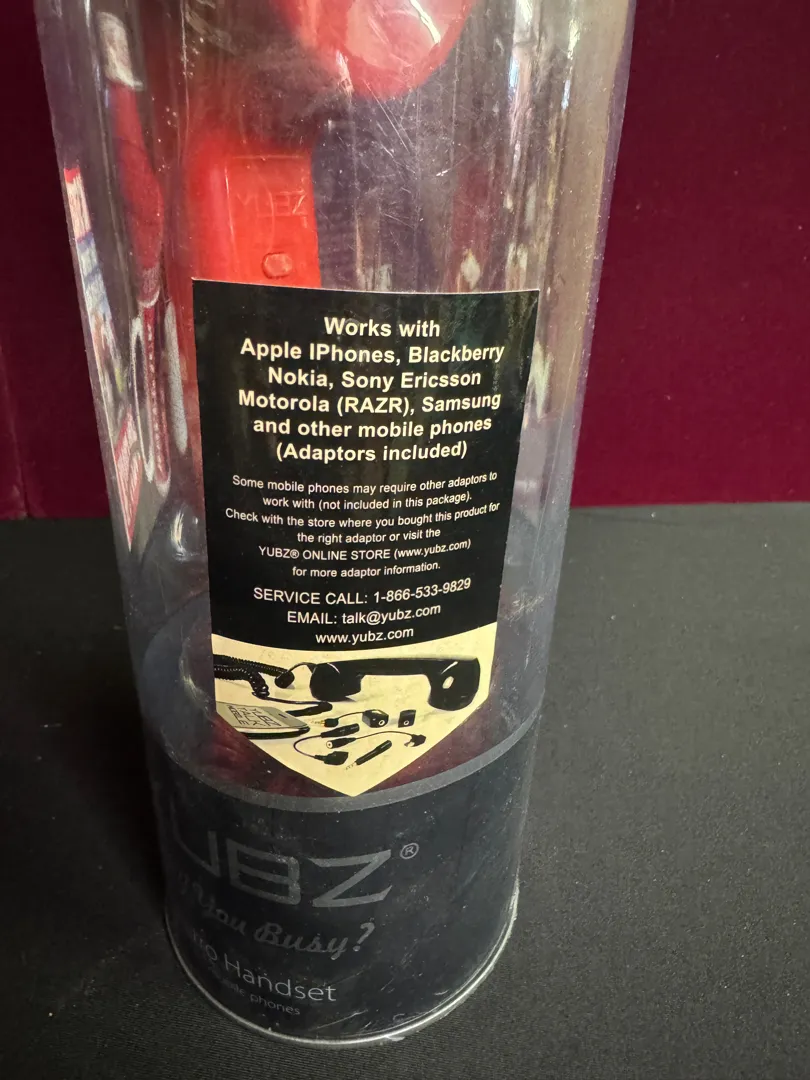 YUBZ
Works with
Apple IPhones, Blackberry
Nokia, Sony Ericsson
Motorola (RAZR), Samsung
and other mobile phones
(Adaptors included)
Some mobile phones may require other adaptors to
work with (not included in this package).
Check with the store where you bought this product for
the right adaptor or visit the
YUBZ® ONLINE STORE (www.yubz.com)
for more adaptor information.
SERVICE CALL: 1-866-533-9829
EMAIL: talk@yubz.com
www.yubz.com
UBZ®
You Busy?
Handset
phones